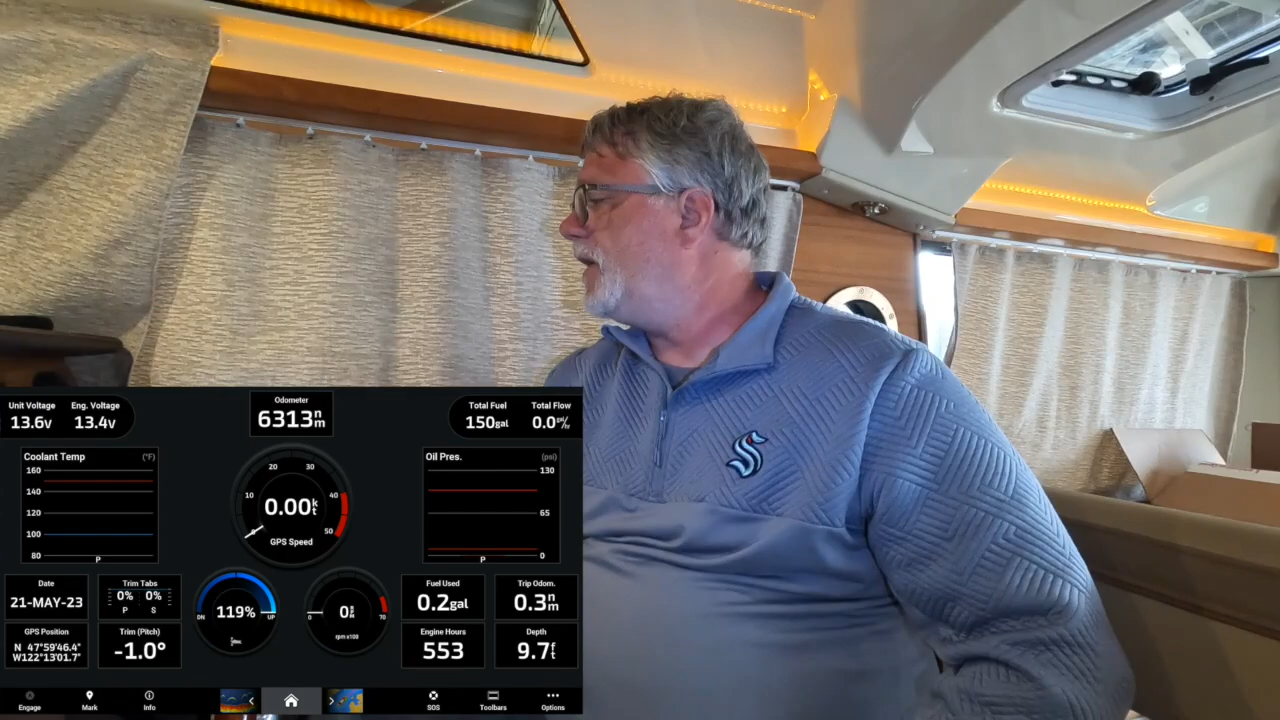 Unit Voltage
13.6v
Eng. Voltage
13.4v
Odometer
6313nm
Total Fuel
150gal
Total Flow
0.0gal/hr
Coolant Temp (°F)
160
140
120
100
80
P
0
10
20
30
40
50
0.00kt
GPS Speed
Oil Pres. (psi)
130
65
0
P
Date
21-MAY-23
Trim Tabs
0% 0%
P S
DN
119%
UP
0
0
70
rpm x100
Fuel Used
0.2gal
Trip Odom.
0.3nm
GPS Position
N 47°59'46.4"
W122°13'01.7"
Trim (Pitch)
-1.0°
Engine Hours
553
Depth
9.7ft
Engage
Mark
Info
SOS
Toolbars
Options